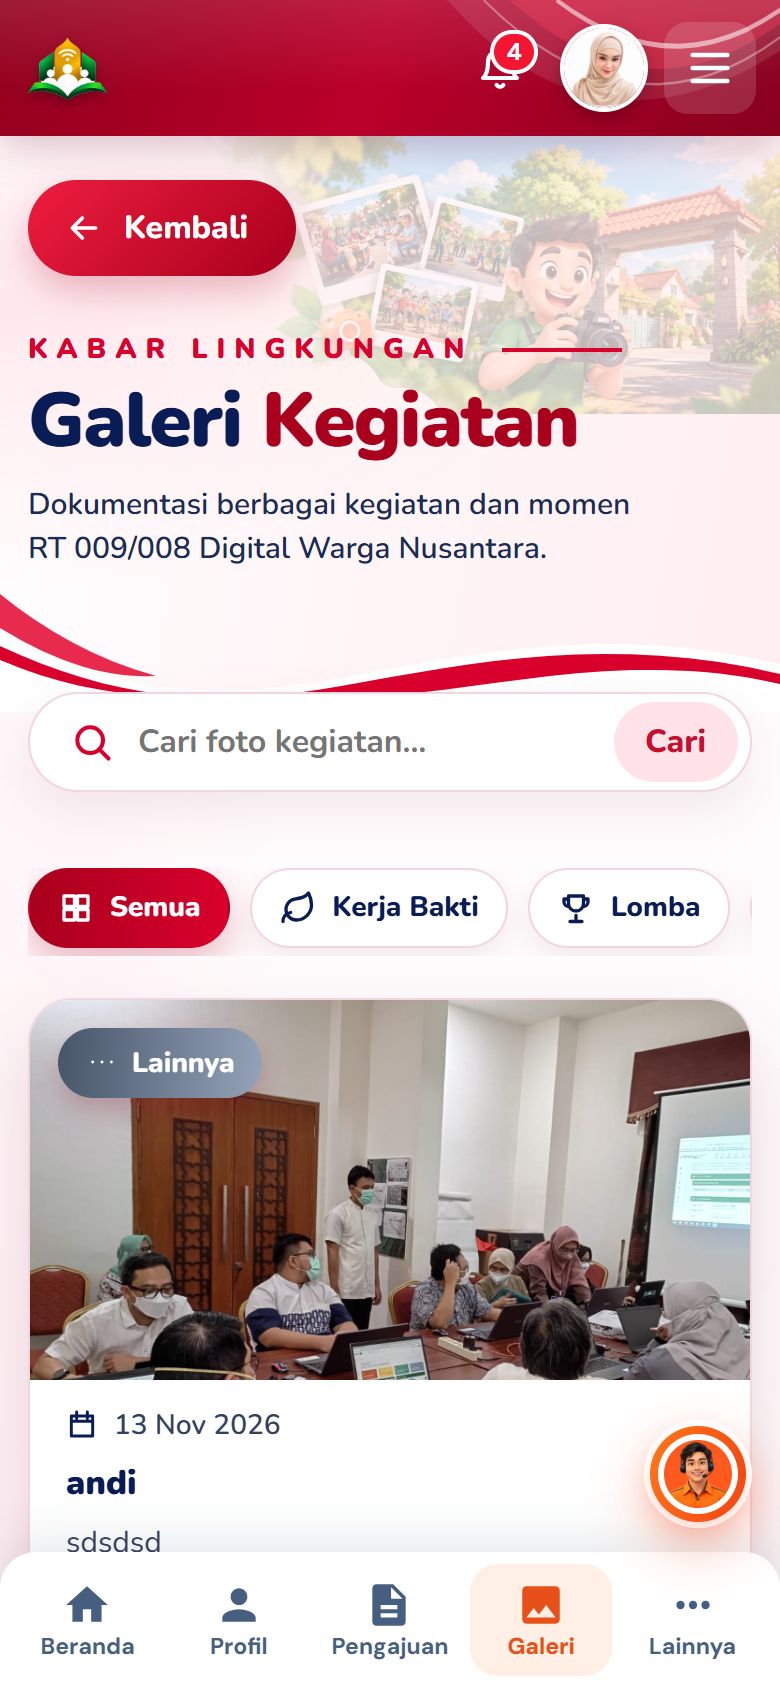 4
Kembali
KABAR LINGKUNGAN
Galeri Kegiatan
Dokumentasi berbagai kegiatan dan momen
RT 009/008 Digital Warga Nusantara.
Cari foto kegiatan...
Cari
Semua
Kerja Bakti
Lomba
... Lainnya
13 Nov 2026
andi
sdsdsd
Beranda
Profil
Pengajuan
Galeri
Lainnya